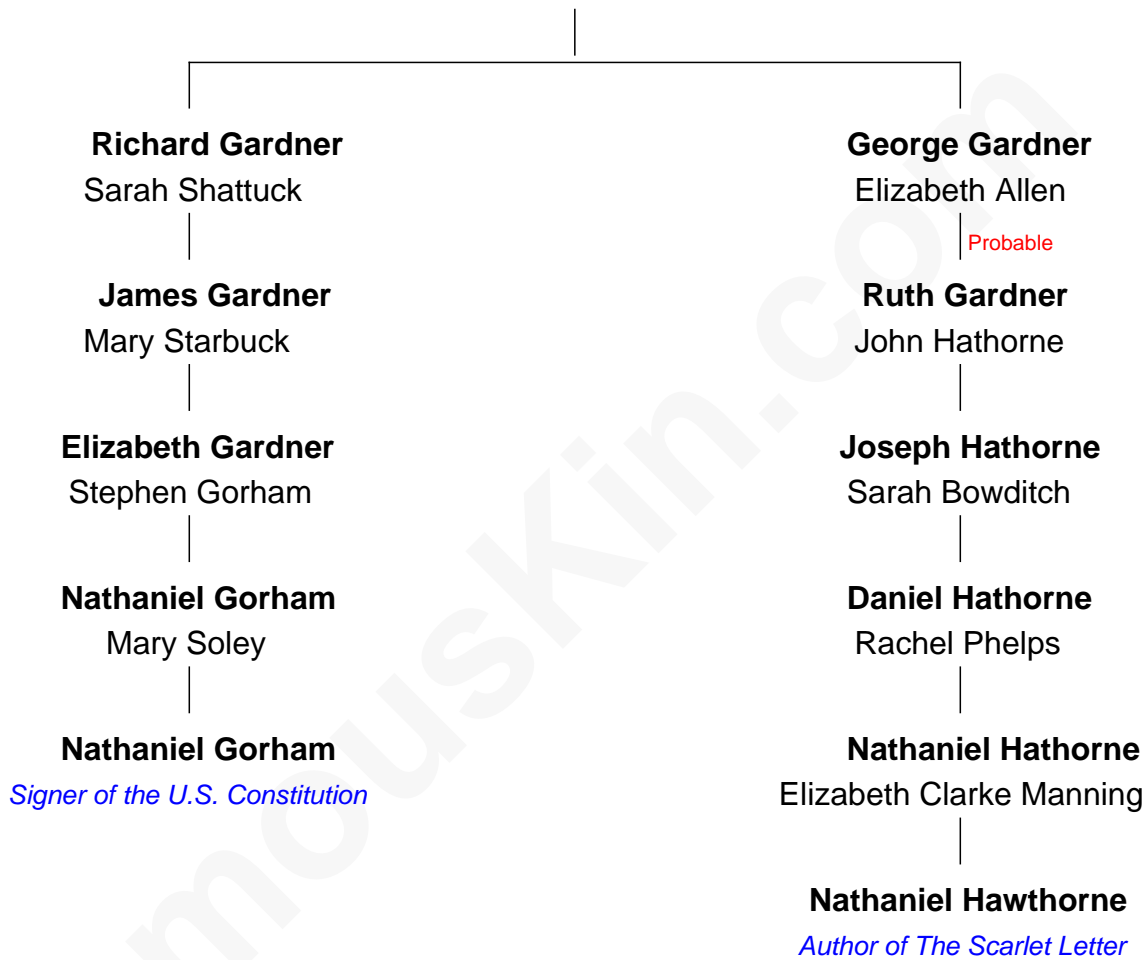 Richard Gardner
Sarah Shattuck
James Gardner
Mary Starbuck
Elizabeth Gardner
Stephen Gorham
Nathaniel Gorham
Mary Soley
Nathaniel Gorham
Signer of the U.S. Constitution
George Gardner
Elizabeth Allen
Probable
Ruth Gardner
John Hathorne
Joseph Hathorne
Sarah Bowditch
Daniel Hathorne
Rachel Phelps
Nathaniel Hathorne
Elizabeth Clarke Manning
Nathaniel Hawthorne
Author of The Scarlet Letter
mousKin.com